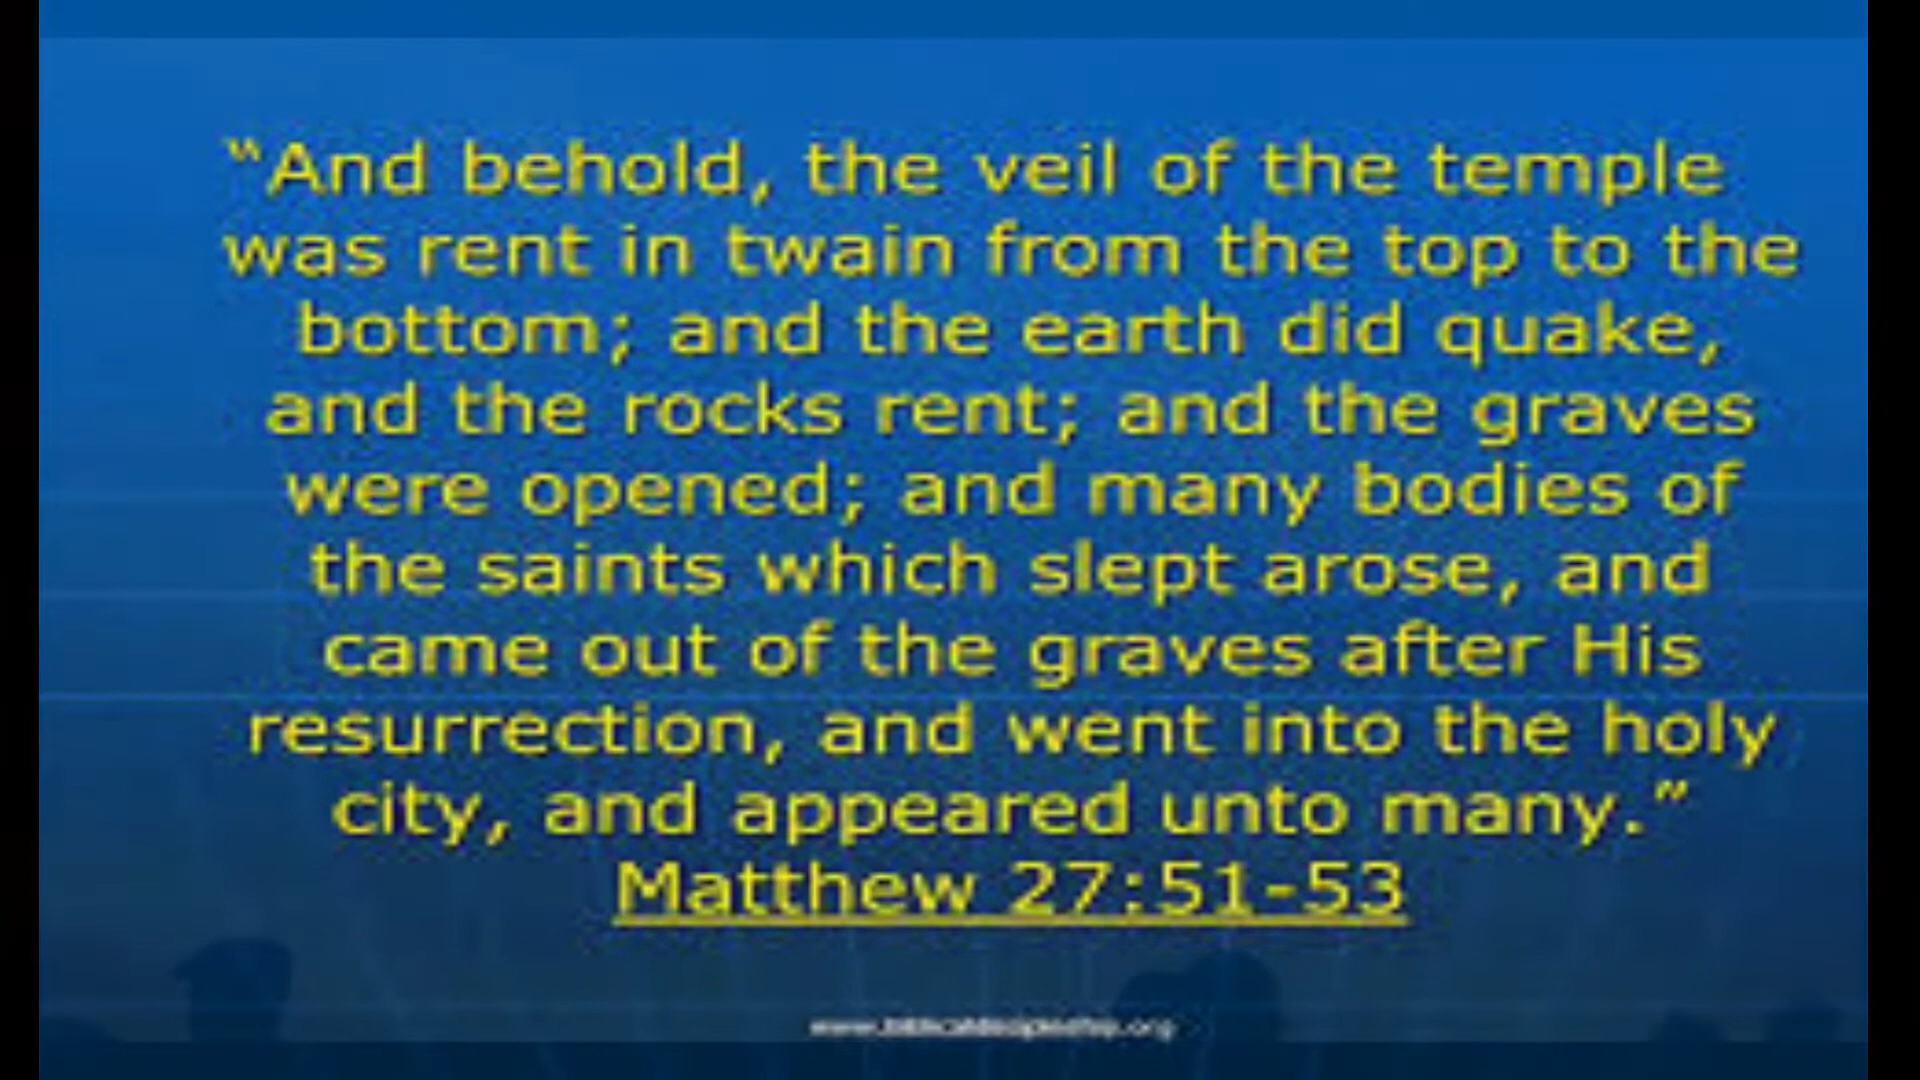 “And behold, the veil of the temple
was rent in twain from the top to the
bottom; and the earth did quake,
and the rocks rent; and the graves
were opened; and many bodies of
the saints which slept arose, and
came out of the graves after His
resurrection, and went into the holy
city, and appeared unto many.”
Matthew 27:51-53
www.biblicaldiscipleship.org